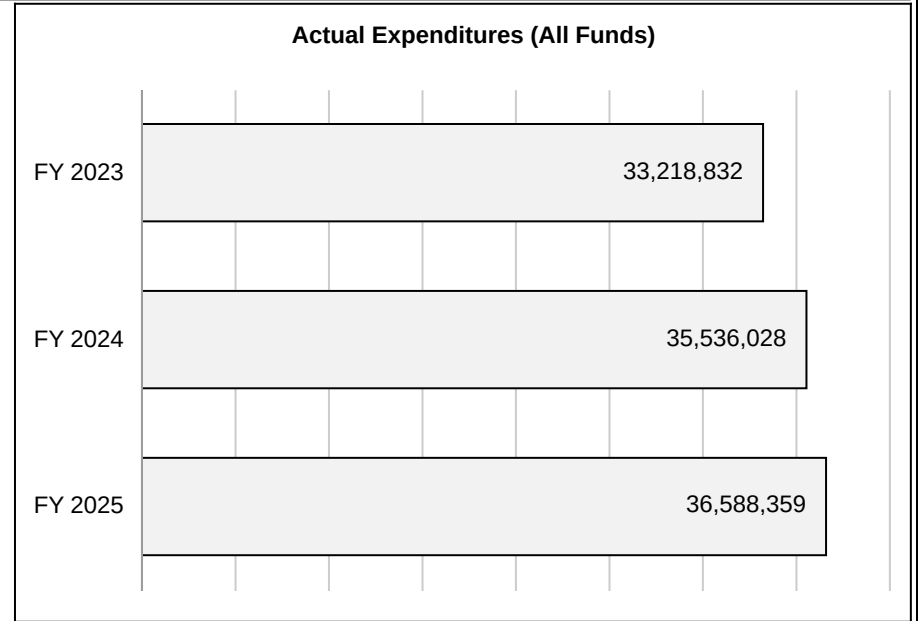 Actual Expenditures (All Funds)
FY 2023
33,218,832
FY 2024
35,536,028
FY 2025
36,588,359